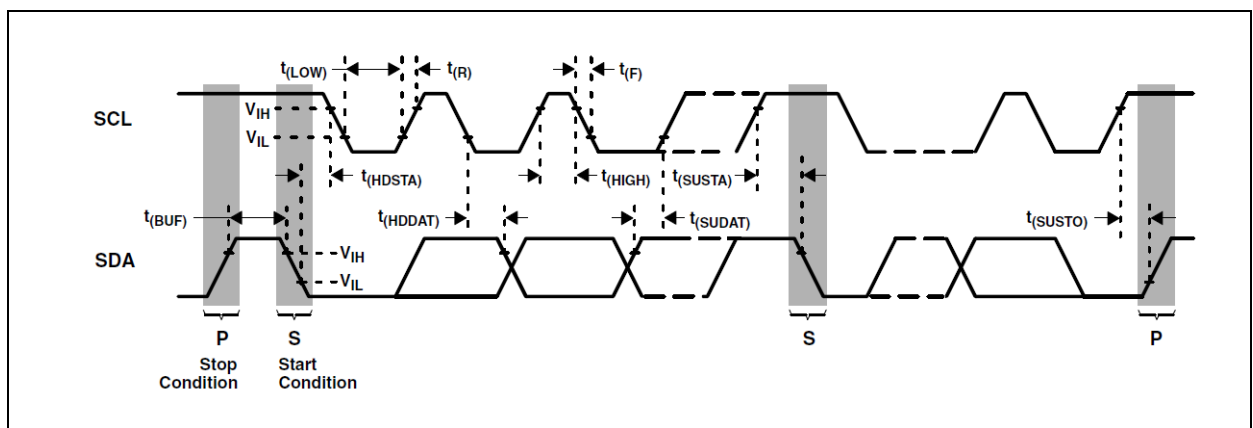 t(LOW)
t(R)
t(F)
SCL
VIH
VIL
t(HDSTA)
t(HIGH)
t(SUSTA)
t(BUF)
t(HDDAT)
t(SUDAT)
t(SUSTO)
SDA
VIH
VIL
P
S
S
P
Stop
Condition
Start
Condition